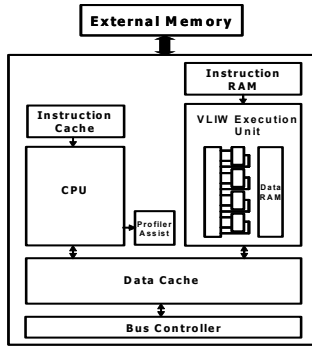 External Memory
Instruction
RAM
Instruction
Cache
VLIW Execution
Unit
CPU
Data
RAM
Profiler
Assist
Data Cache
Bus Controller